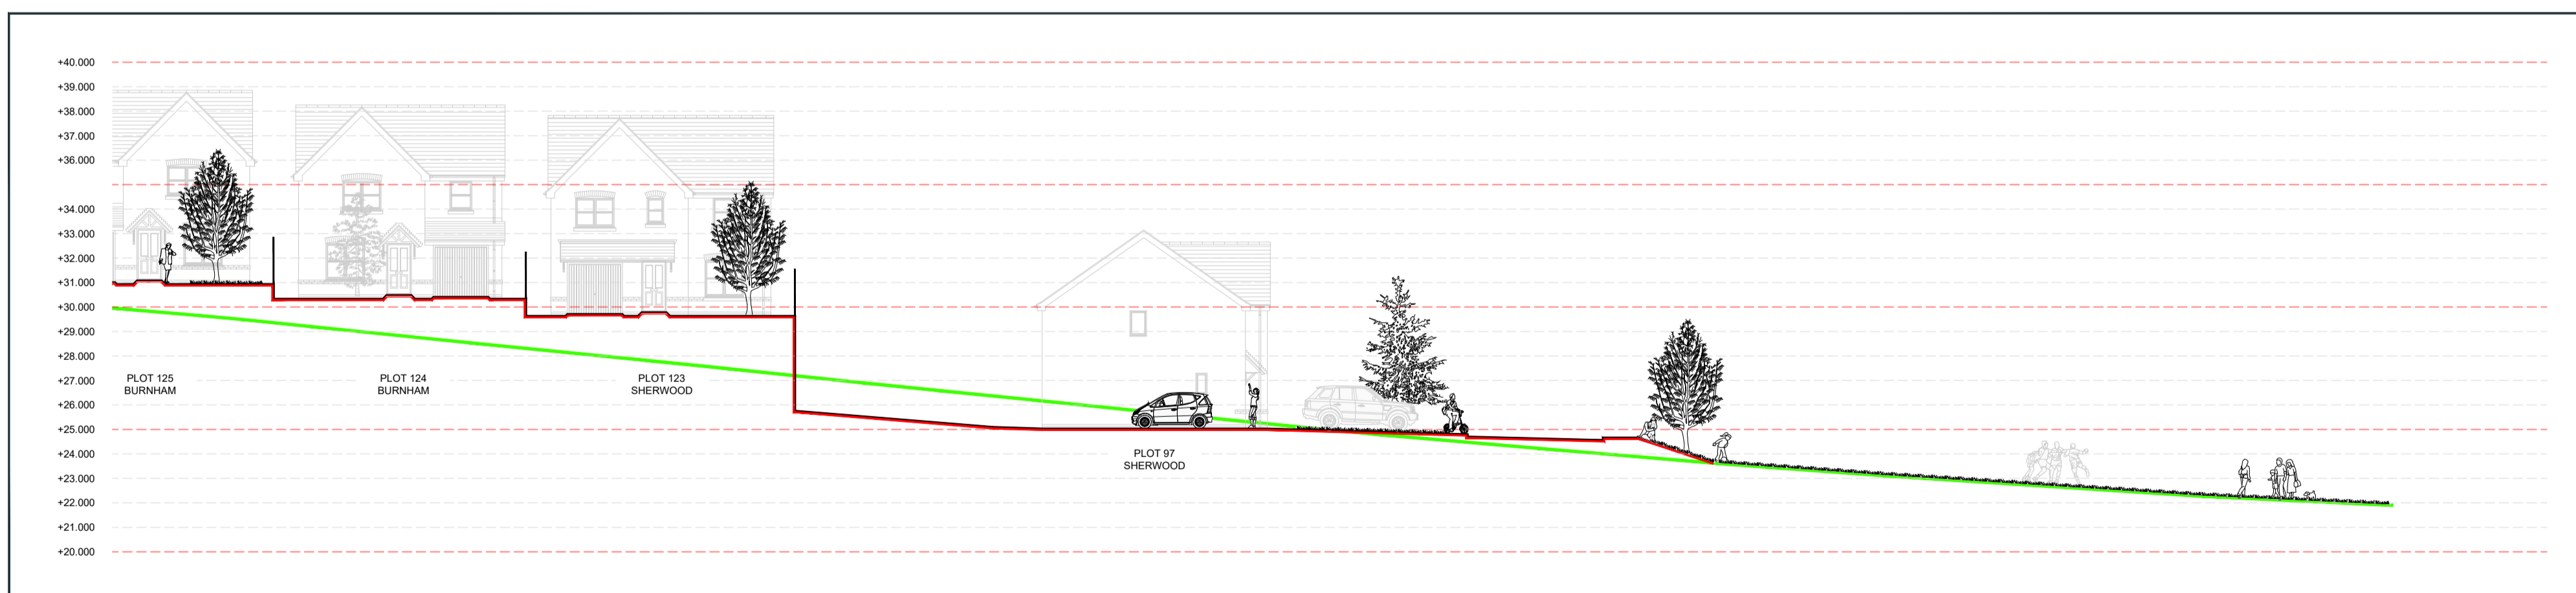 +40.000
+39.000
+38.000
+37.000
+36.000
+34.000
+33.000
+32.000
+31.000
+30.000
+29.000
+28.000
+27.000
+26.000
+25.000
+24.000
+23.000
+22.000
+21.000
+20.000
PLOT 125
BURNHAM
PLOT 124
BURNHAM
PLOT 123
SHERWOOD
PLOT 97
SHERWOOD